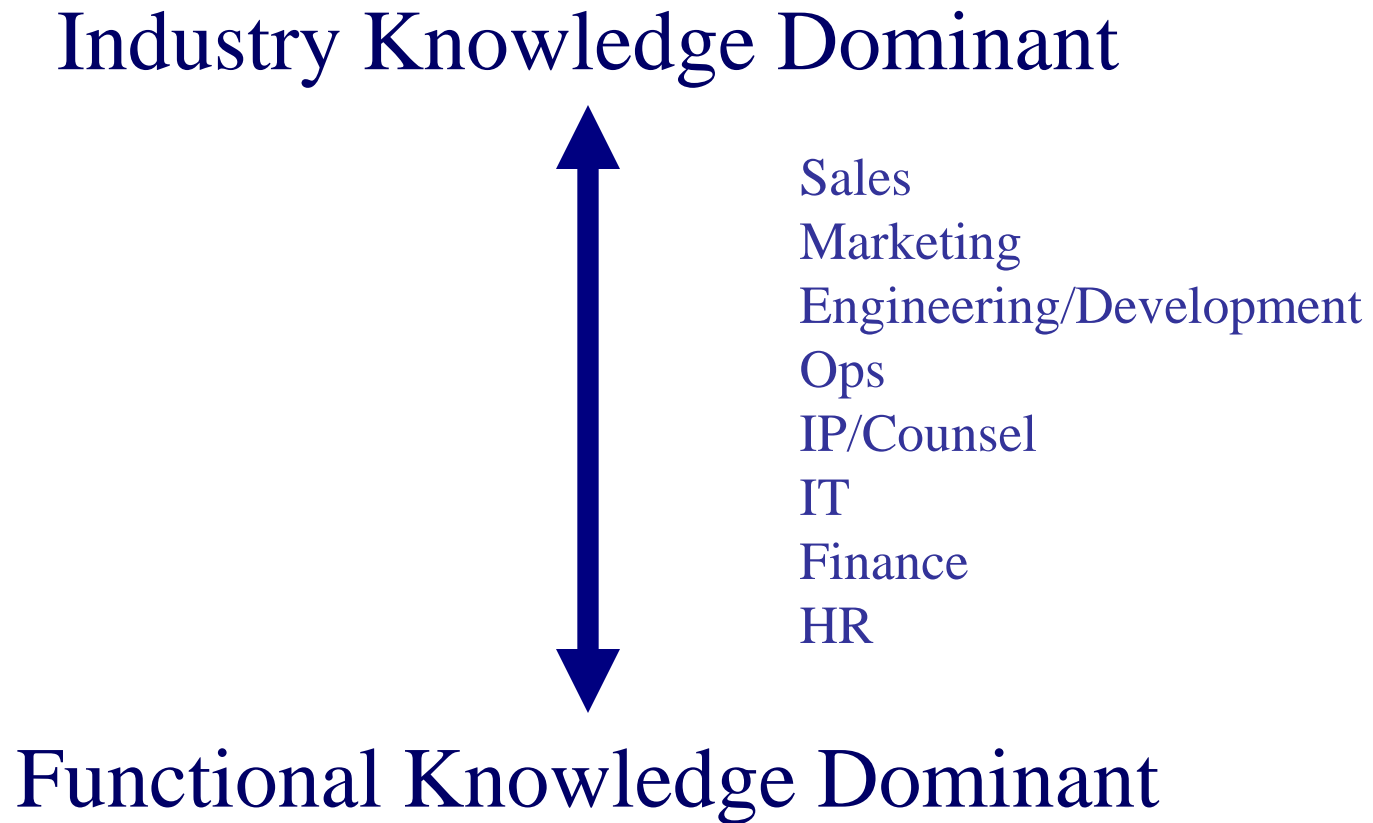 Industry Knowledge Dominant
Sales
Marketing
Engineering/Development
Ops
IP/Counsel
IT
Finance
HR
Functional Knowledge Dominant